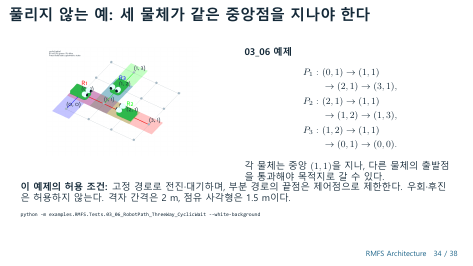 풀리지 않는 예: 세 물체가 같은 중앙점을 지나야 한다
03_06 예제
P₁ : (0, 1) → (1, 1)
→ (2, 1) → (3, 1),
P₂ : (2, 1) → (1, 1)
→ (1, 2) → (1, 3),
P₃ : (1, 2) → (1, 1)
→ (0, 1) → (0, 0).
각 물체는 중앙 (1, 1)을 지나, 다른 물체의 출발점
을 통과해야 목적지로 갈 수 있다.
이 예제의 허용 조건: 고정 경로로 전진·대기하며, 부분 경로의 끝점은 제어점으로 제한한다. 우회·후진
은 허용하지 않는다. 격자 간격은 2 m, 점유 사각형은 1.5 m이다.
python -m examples.RMFS.Tests.03_06_RobotPath_ThreeWay_CyclicWait --white-background
RMFS Architecture 34 / 38